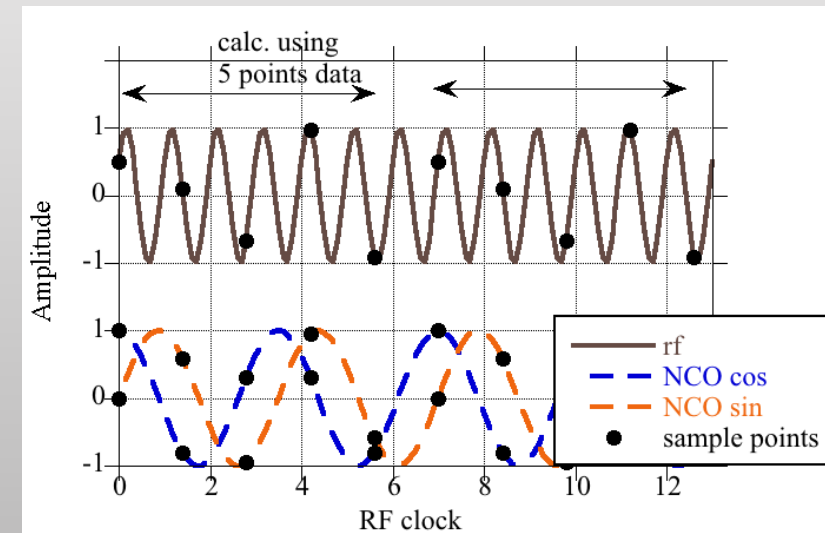 calc. using
5 points data
1
0
-1
Amplitude
1
0
-1
rf
NCO cos
NCO sin
sample points
0 2 4 6 8 10 12
RF clock